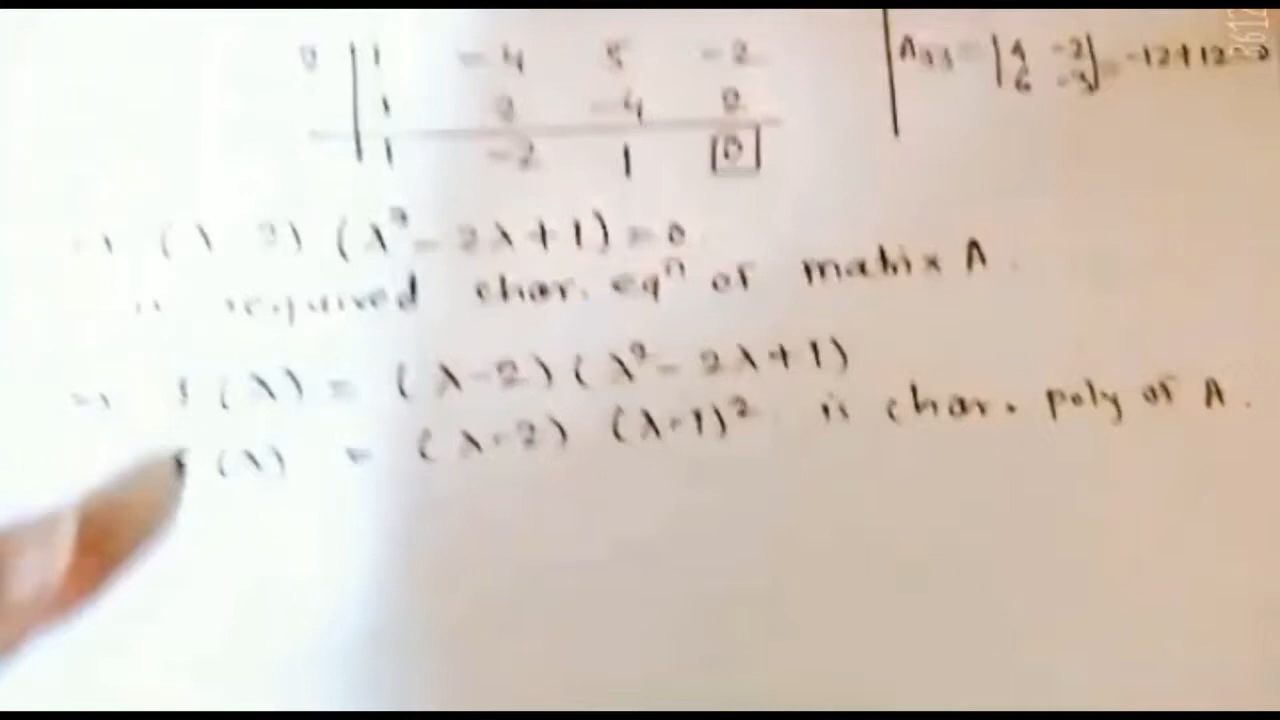 2 | 1 -4 5 -2
| 1 2 -4 2
| 1 -2 1 0
A33 = |4 -2| = -12+12=0
|6 -3|
⇒ (λ-2) (λ²-2λ+1)=0
is required char. eqⁿ of matrix A.
⇒ f(λ) = (λ-2)(λ²-2λ+1)
f(λ) = (λ-2) (λ-1)² is char. poly of A.